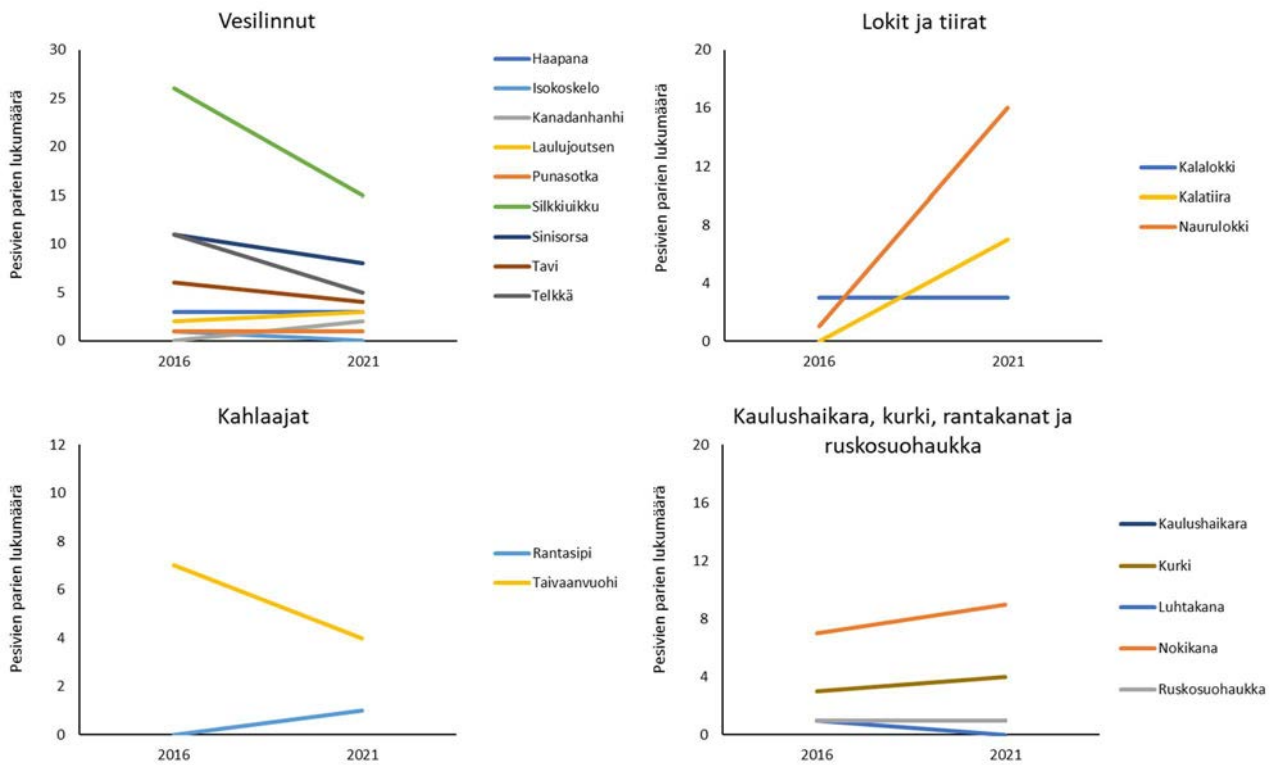 Vesilinnut
Pesivien parien lukumäärä
30
25
20
15
10
5
0
2016 2021
Haapana
Isokoskelo
Kanadanhanhi
Laulujoutsen
Punasotka
Silkkiuikku
Sinisorsa
Tavi
Telkkä
Lokit ja tiirat
Pesivien parien lukumäärä
20
16
12
8
4
0
2016 2021
Kalalokki
Kalatiira
Naurulokki
Kahlaajat
Pesivien parien lukumäärä
12
10
8
6
4
2
0
2016 2021
Rantasipi
Taivaanvuohi
Kaulushaikara, kurki, rantakanat ja
ruskosuohaukka
Pesivien parien lukumäärä
20
16
12
8
4
0
2016 2021
Kaulushaikara
Kurki
Luhtakana
Nokikana
Ruskosuohaukka